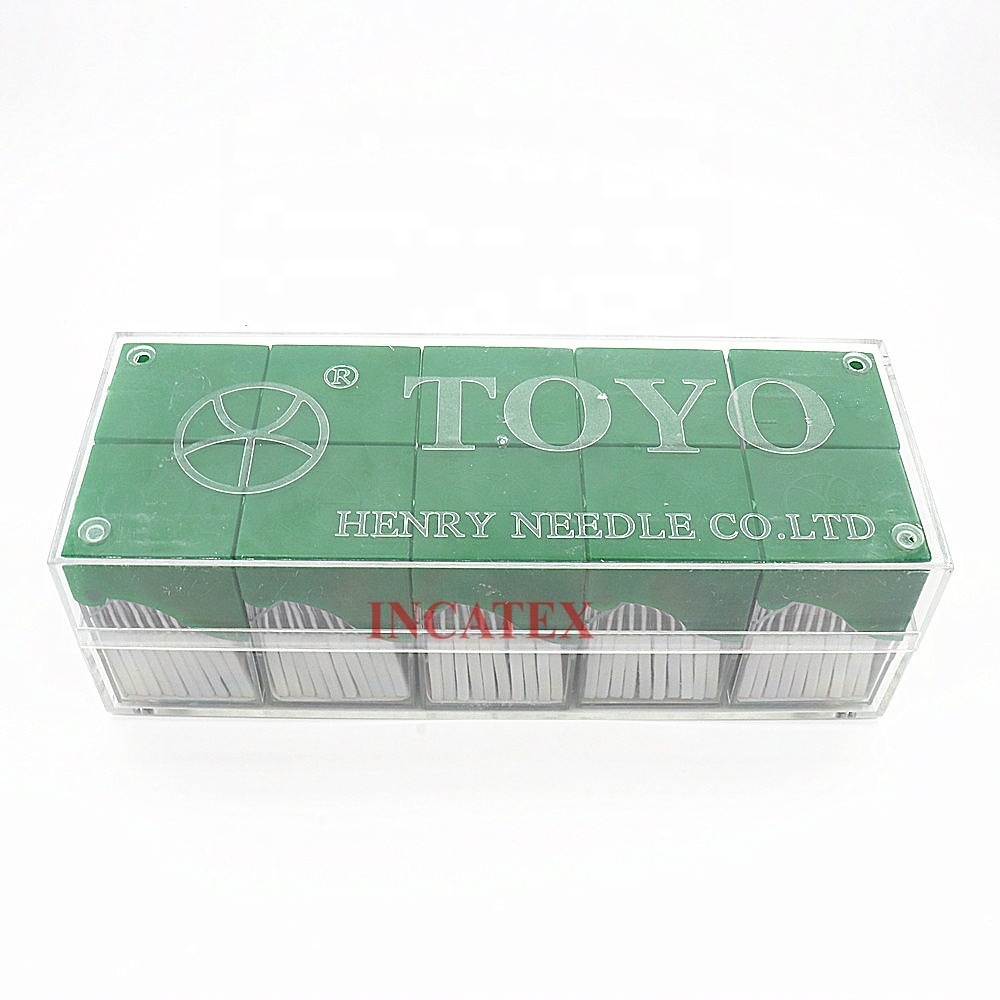 ® TOYO
HENRY NEEDLE CO.LTD
INCATEX